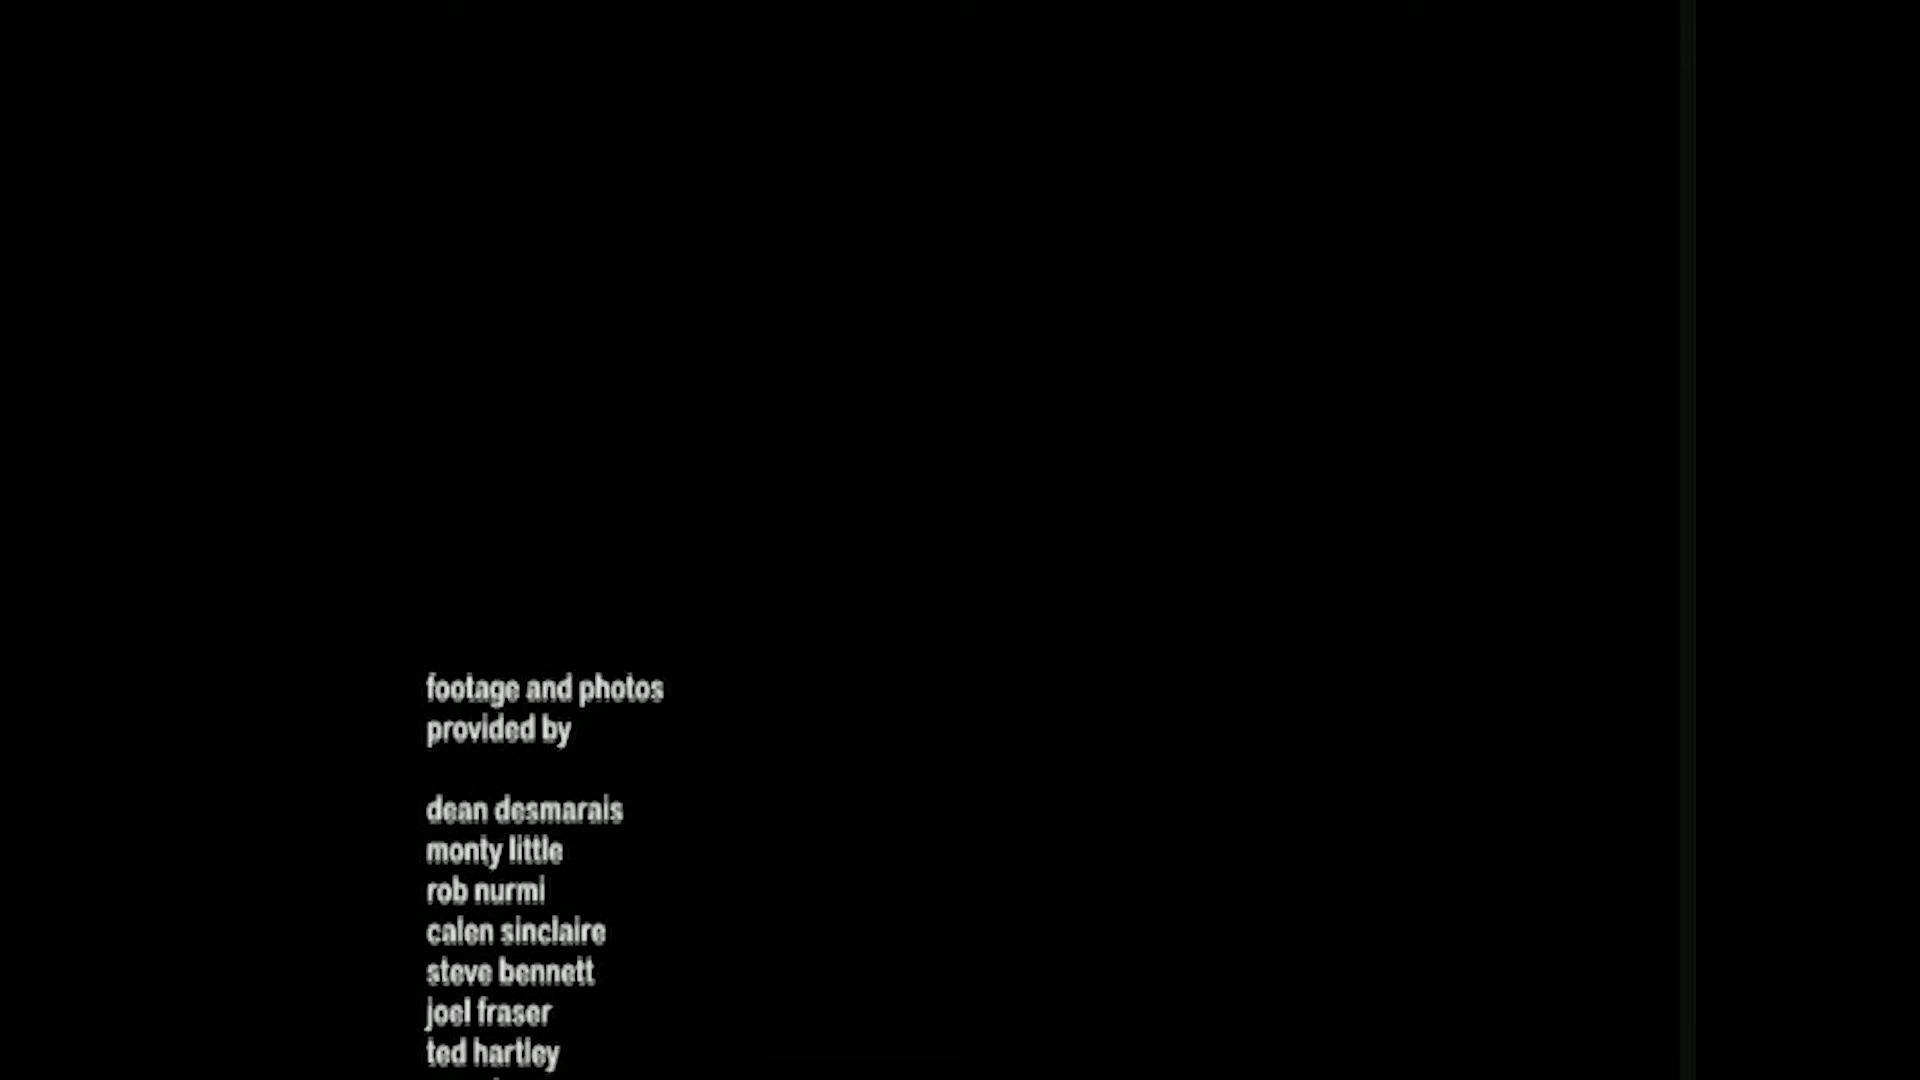 footage and photos
provided by
dean desmarais
monty little
rob nurmi
calen sinclaire
steve bennett
joel fraser
ted hartley